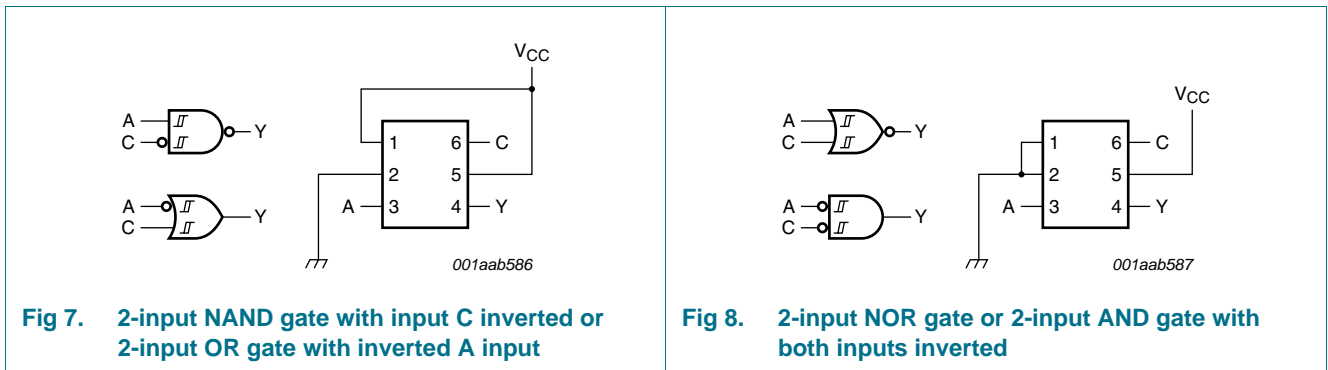 VCC
A
C
Y
A
C
Y
1 6 C
2 5
A 3 4 Y
001aab586
Fig 7. 2-input NAND gate with input C inverted or
2-input OR gate with inverted A input
VCC
A
C
Y
A
C
Y
1 6 C
2 5
A 3 4 Y
001aab587
Fig 8. 2-input NOR gate or 2-input AND gate with
both inputs inverted